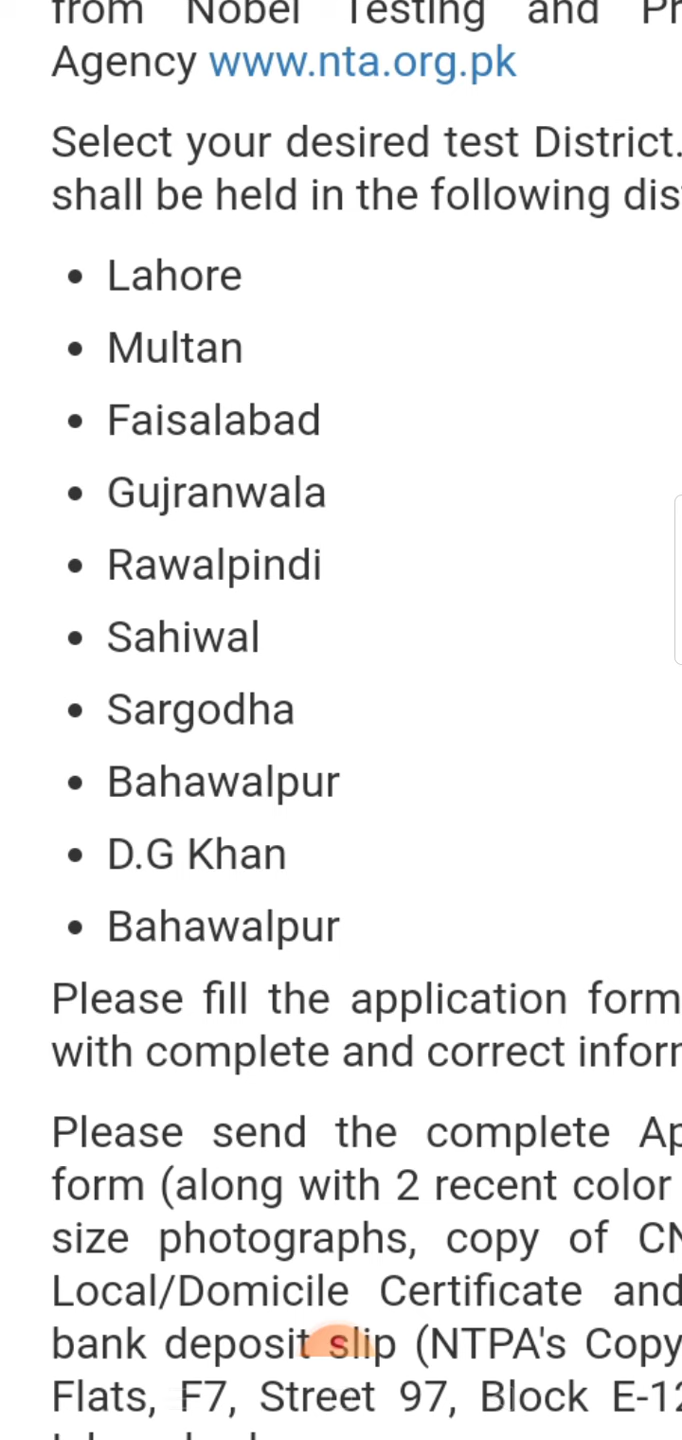 from Nobel Testing and
Agency www.nta.org.pk
Select your desired test District.
shall be held in the following
• Lahore
• Multan
• Faisalabad
• Gujranwala
• Rawalpindi
• Sahiwal
• Sargodha
• Bahawalpur
• D.G Khan
• Bahawalpur
Please fill the application form
with complete and correct
Please send the complete
form (along with 2 recent color
size photographs, copy of
Local/Domicile Certificate and
bank deposit slip (NTPA's Copy
Flats, F7, Street 97, Block